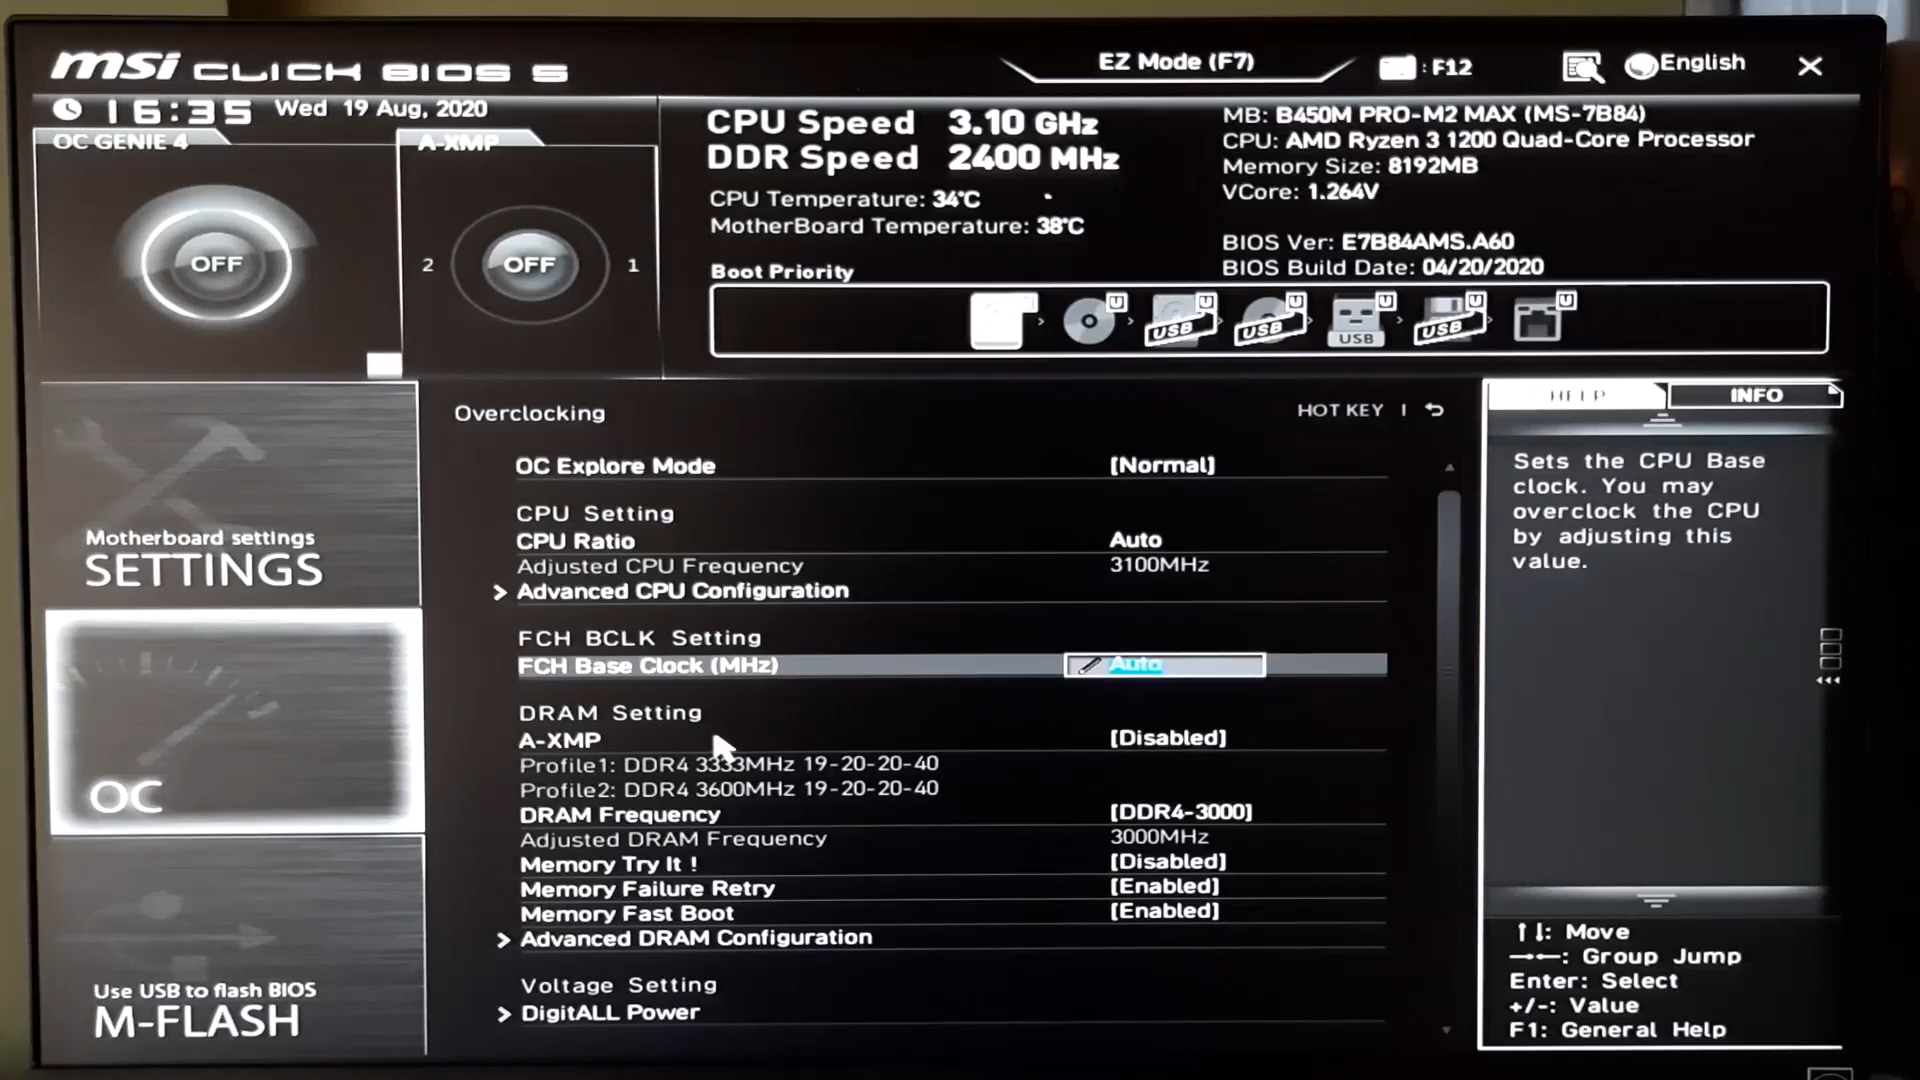 msi CLICK BIOS 5
EZ Mode (F7)
: F12
English
16:35 Wed 19 Aug, 2020
OC GENIE 4
A-XMP
OFF
2
OFF
1
CPU Speed 3.10 GHz
DDR Speed 2400 MHz
CPU Temperature: 34°C
MotherBoard Temperature: 38°C
MB: B450M PRO-M2 MAX (MS-7B84)
CPU: AMD Ryzen 3 1200 Quad-Core Processor
Memory Size: 8192MB
VCore: 1.264V
BIOS Ver: E7B84AMS.A60
BIOS Build Date: 04/20/2020
Boot Priority
U U U U U U
USB USB USB USB
Motherboard settings
SETTINGS
OC
Use USB to flash BIOS
M-FLASH
Overclocking
HOT KEY |
OC Explore Mode [Normal]
CPU Setting
CPU Ratio Auto
Adjusted CPU Frequency 3100MHz
> Advanced CPU Configuration
FCH BCLK Setting
FCH Base Clock (MHz) Auto
DRAM Setting
A-XMP [Disabled]
Profile1: DDR4 3333MHz 19-20-20-40
Profile2: DDR4 3600MHz 19-20-20-40
DRAM Frequency [DDR4-3000]
Adjusted DRAM Frequency 3000MHz
Memory Try It ! [Disabled]
Memory Failure Retry [Enabled]
Memory Fast Boot [Enabled]
> Advanced DRAM Configuration
Voltage Setting
> DigitALL Power
HELP
INFO
Sets the CPU Base
clock. You may
overclock the CPU
by adjusting this
value.
↑↓: Move
→←: Group Jump
Enter: Select
+/-: Value
F1: General Help